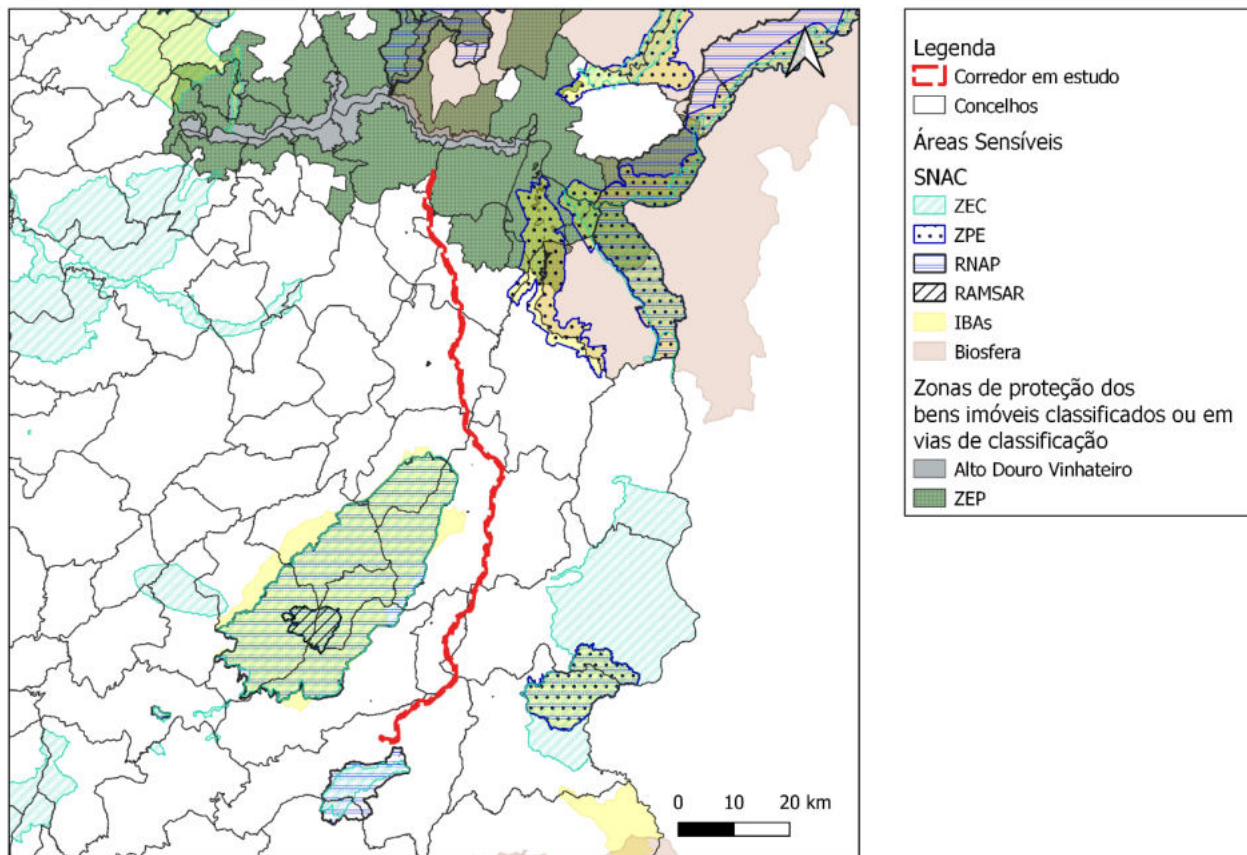 Legenda
Corredor em estudo
Concelhos
Áreas Sensíveis
SNAC
ZEC
ZPE
RNAP
RAMSAR
IBAs
Biosfera
Zonas de proteção dos
bens imóveis classificados ou em
vias de classificação
Alto Douro Vinhateiro
ZEP
0 10 20 km